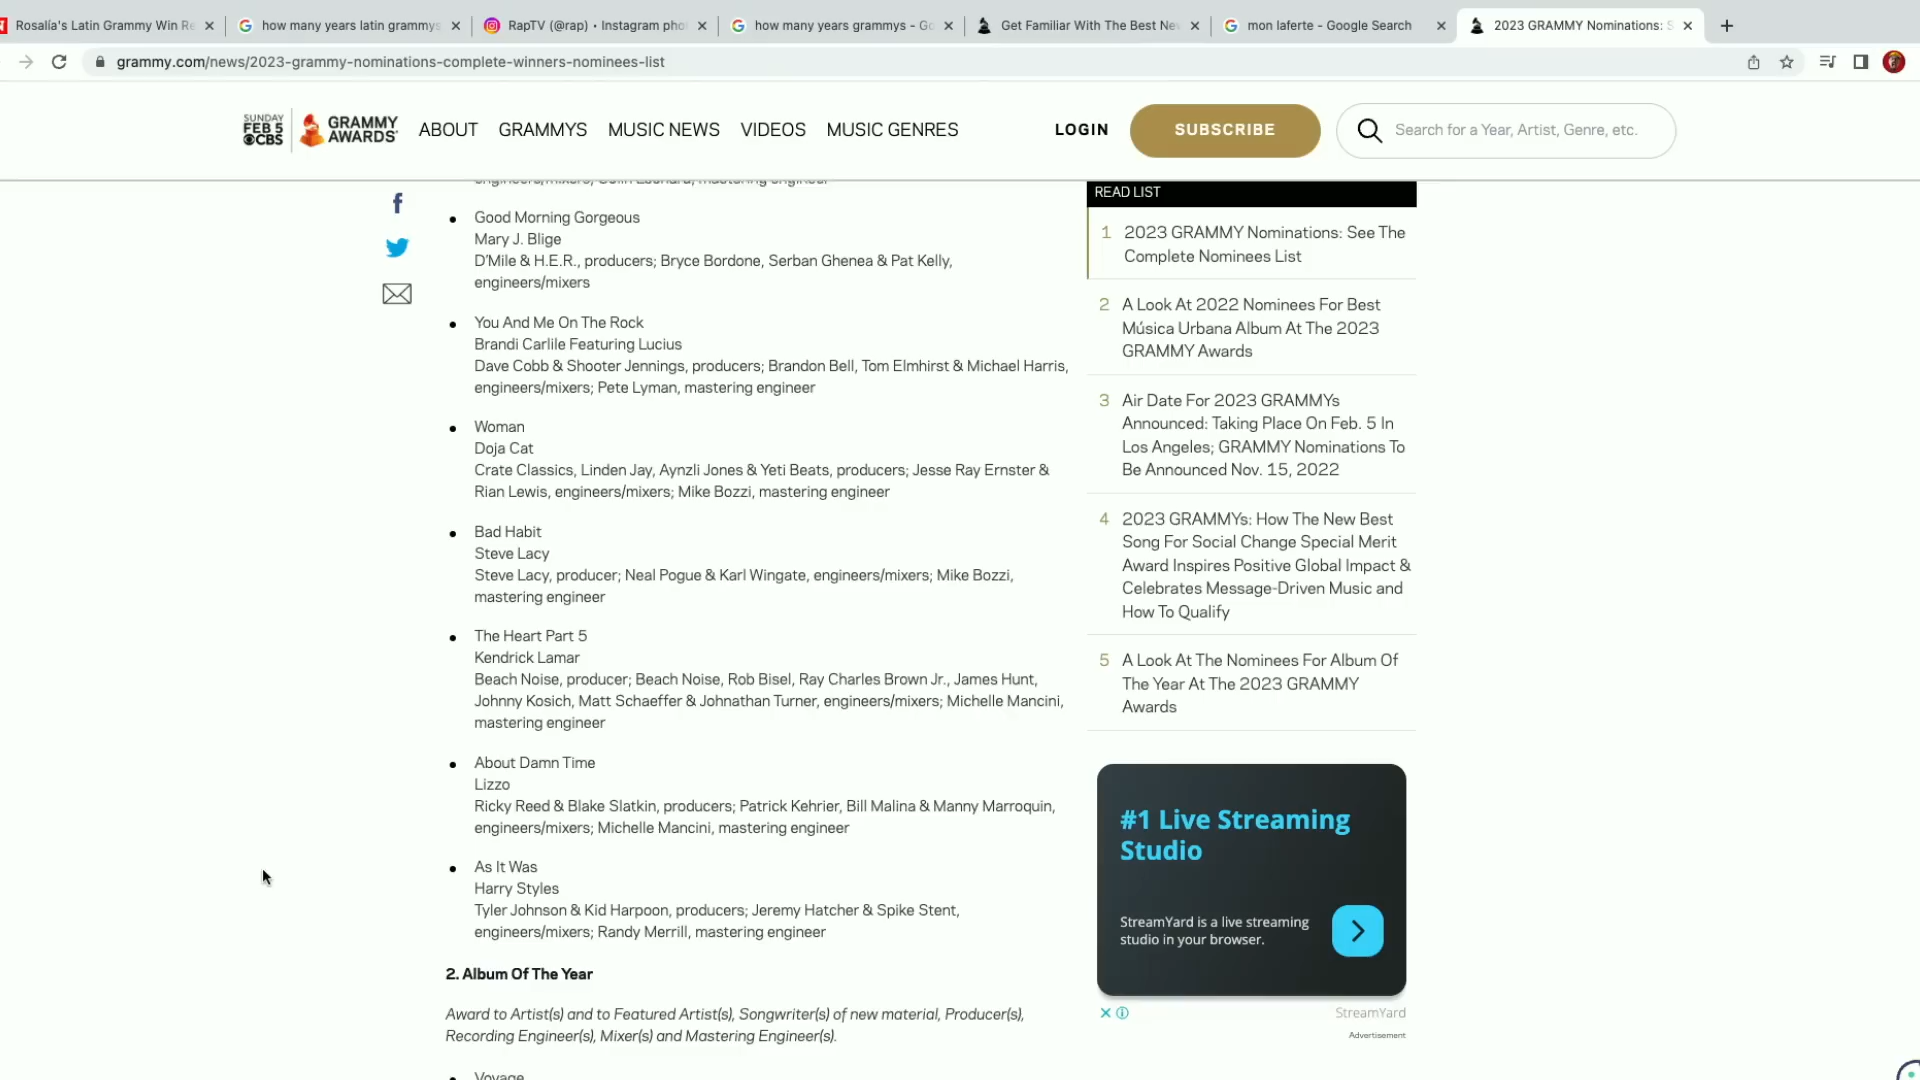 Rosalía's Latin Grammy Win Re
how many years latin grammys
RapTV (@rap) • Instagram pho
how many years grammys - Go
Get Familiar With The Best Ne
mon laferte - Google Search
2023 GRAMMY Nominations: S
grammy.com/news/2023-grammy-nominations-complete-winners-nominees-list
SUNDAY
FEB 5
CBS
GRAMMY
AWARDS
ABOUT
GRAMMYS
MUSIC NEWS
VIDEOS
MUSIC GENRES
LOGIN
SUBSCRIBE
Search for a Year, Artist, Genre, etc.
Good Morning Gorgeous
Mary J. Blige
D'Mile & H.E.R., producers; Bryce Bordone, Serban Ghenea & Pat Kelly,
engineers/mixers
You And Me On The Rock
Brandi Carlile Featuring Lucius
Dave Cobb & Shooter Jennings, producers; Brandon Bell, Tom Elmhirst & Michael Harris,
engineers/mixers; Pete Lyman, mastering engineer
Woman
Doja Cat
Crate Classics, Linden Jay, Aynzli Jones & Yeti Beats, producers; Jesse Ray Ernster &
Rian Lewis, engineers/mixers; Mike Bozzi, mastering engineer
Bad Habit
Steve Lacy
Steve Lacy, producer; Neal Pogue & Karl Wingate, engineers/mixers; Mike Bozzi,
mastering engineer
The Heart Part 5
Kendrick Lamar
Beach Noise, producer; Beach Noise, Rob Bisel, Ray Charles Brown Jr., James Hunt,
Johnny Kosich, Matt Schaeffer & Johnathan Turner, engineers/mixers; Michelle Mancini,
mastering engineer
About Damn Time
Lizzo
Ricky Reed & Blake Slatkin, producers; Patrick Kehrier, Bill Malina & Manny Marroquin,
engineers/mixers; Michelle Mancini, mastering engineer
As It Was
Harry Styles
Tyler Johnson & Kid Harpoon, producers; Jeremy Hatcher & Spike Stent,
engineers/mixers; Randy Merrill, mastering engineer
2. Album Of The Year
Award to Artist(s) and to Featured Artist(s), Songwriter(s) of new material, Producer(s),
Recording Engineer(s), Mixer(s) and Mastering Engineer(s).
Voyage
READ LIST
1 2023 GRAMMY Nominations: See The
Complete Nominees List
2 A Look At 2022 Nominees For Best
Música Urbana Album At The 2023
GRAMMY Awards
3 Air Date For 2023 GRAMMYs
Announced: Taking Place On Feb. 5 In
Los Angeles; GRAMMY Nominations To
Be Announced Nov. 15, 2022
4 2023 GRAMMYs: How The New Best
Song For Social Change Special Merit
Award Inspires Positive Global Impact &
Celebrates Message-Driven Music and
How To Qualify
5 A Look At The Nominees For Album Of
The Year At The 2023 GRAMMY
Awards
#1 Live Streaming
Studio
StreamYard is a live streaming
studio in your browser.
StreamYard
Advertisement